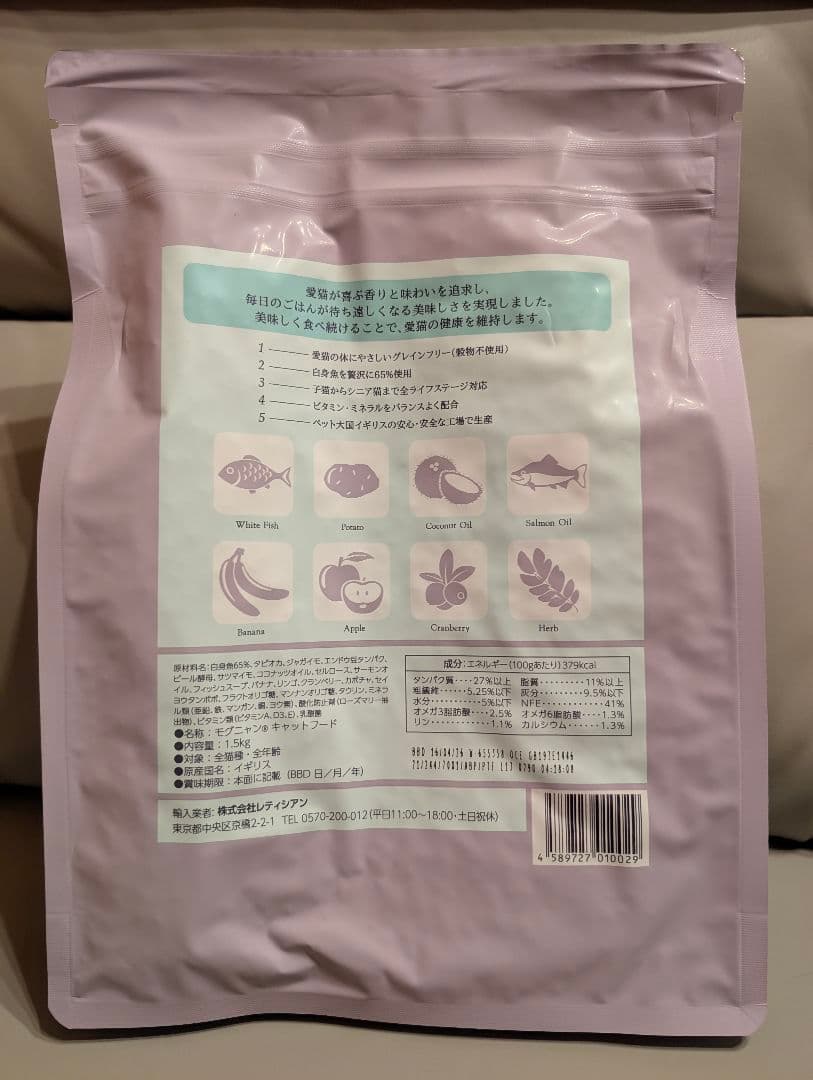 愛猫が喜ぶ香りと味わいを追求し、
毎日のごはんが待ち遠しくなる美味しさを実現しました。
美味しく食べ続けることで、愛猫の健康を維持します。
1 愛猫の体にやさしいグレインフリー(穀物不使用)
2 白身魚を贅沢に65%使用
3 子猫からシニア猫まで全ライフステージ対応
4 ビタミン・ミネラルをバランスよく配合
5 ペット大国イギリスの安心・安全な工場で生産
White Fish Potato Coconut Oil Salmon Oil
Banana Apple Cranberry Herb
原材料名:白身魚65%、タピオカ、ジャガイモ、エンドウ豆タンパク、
ビール酵母、サツマイモ、ココナッツオイル、セルロース、サーモンオ
イル、フィッシュスープ、バナナ、リンゴ、クランベリー、カボチャ、セイ
ヨウタンポポ、フラクトオリゴ糖、マンナンオリゴ糖、タウリン、ミネラ
ル類(亜鉛、鉄、マンガン、銅、ヨウ素)、酸化防止剤(ローズマリー抽
出物)、ビタミン類(ビタミンA、D3、E)、乳酸菌
●名称:モグニャン® キャットフード
●内容量:1.5kg
●対象:全猫種・全年齢
●原産国名:イギリス
●賞味期限:本面に記載(BBD 日/月/年)
成分:エネルギー(100gあたり)379kcal
タンパク質‥‥27%以上 脂質‥‥‥‥11%以上
粗繊維‥‥‥5.25%以下 灰分‥‥‥‥9.5%以下
水分‥‥‥‥‥5%以下 NFE‥‥‥‥‥41%
オメガ3脂肪酸‥‥2.5% オメガ6脂肪酸‥‥1.3%
リン‥‥‥‥‥1.1% カルシウム‥‥‥1.3%
BBD 16/04/26
輸入業者:株式会社レティシアン
東京都中央区京橋2-2-1 TEL 0570-200-012(平日11:00~18:00・土日祝休)
4 589727 010029